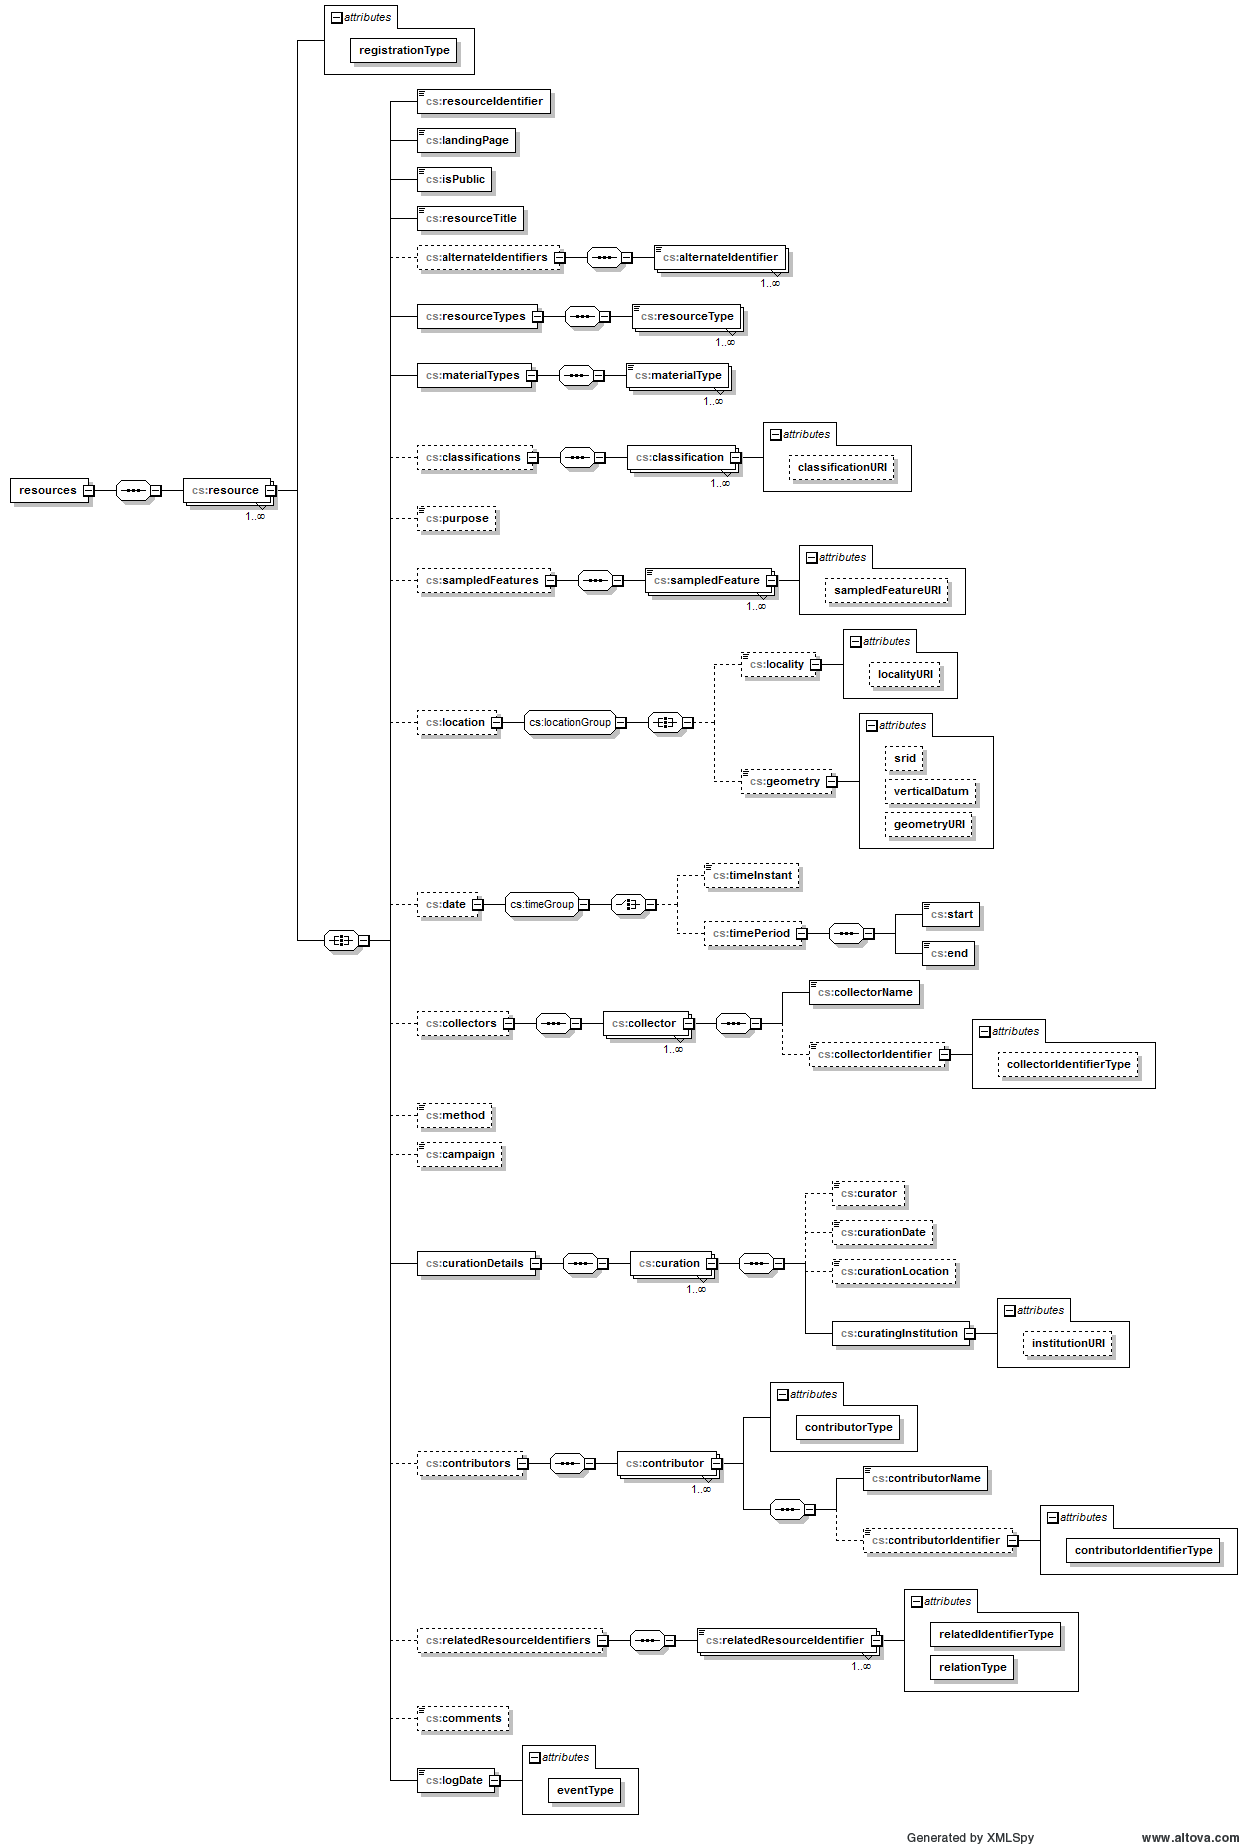 attributes
registrationType
cs:resourceIdentifier
cs:landingPage
cs:isPublic
cs:resourceTitle
cs:alternateIdentifiers
cs:alternateIdentifier
1..∞
cs:resourceTypes
cs:resourceType
1..∞
cs:materialTypes
cs:materialType
1..∞
attributes
cs:classifications
cs:classification
classificationURI
1..∞
resources
cs:resource
1..∞
cs:purpose
attributes
cs:sampledFeatures
cs:sampledFeature
sampledFeatureURI
1..∞
attributes
cs:locality
localityURI
cs:location
cs:locationGroup
attributes
srid
cs:geometry
verticalDatum
geometryURI
cs:timeInstant
cs:date
cs:timeGroup
cs:timePeriod
cs:start
cs:end
cs:collectorName
cs:collectors
cs:collector
1..∞
attributes
cs:collectorIdentifier
collectorIdentifierType
cs:method
cs:campaign
cs:curator
cs:curationDate
cs:curationDetails
cs:curation
1..∞
cs:curationLocation
attributes
cs:curatingInstitution
institutionURI
attributes
contributorType
cs:contributors
cs:contributor
1..∞
cs:contributorName
attributes
cs:contributorIdentifier
contributorIdentifierType
attributes
cs:relatedResourceIdentifiers
cs:relatedResourceIdentifier
1..∞
relatedIdentifierType
relationType
cs:comments
attributes
cs:logDate
eventType
Generated by XMLSpy
www.altova.com